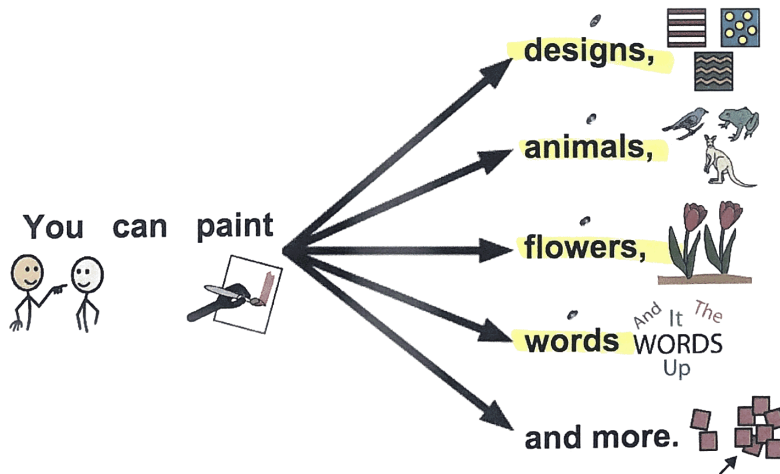 designs,
animals,
You can paint
flowers,
words
And It The
WORDS
Up
and more.